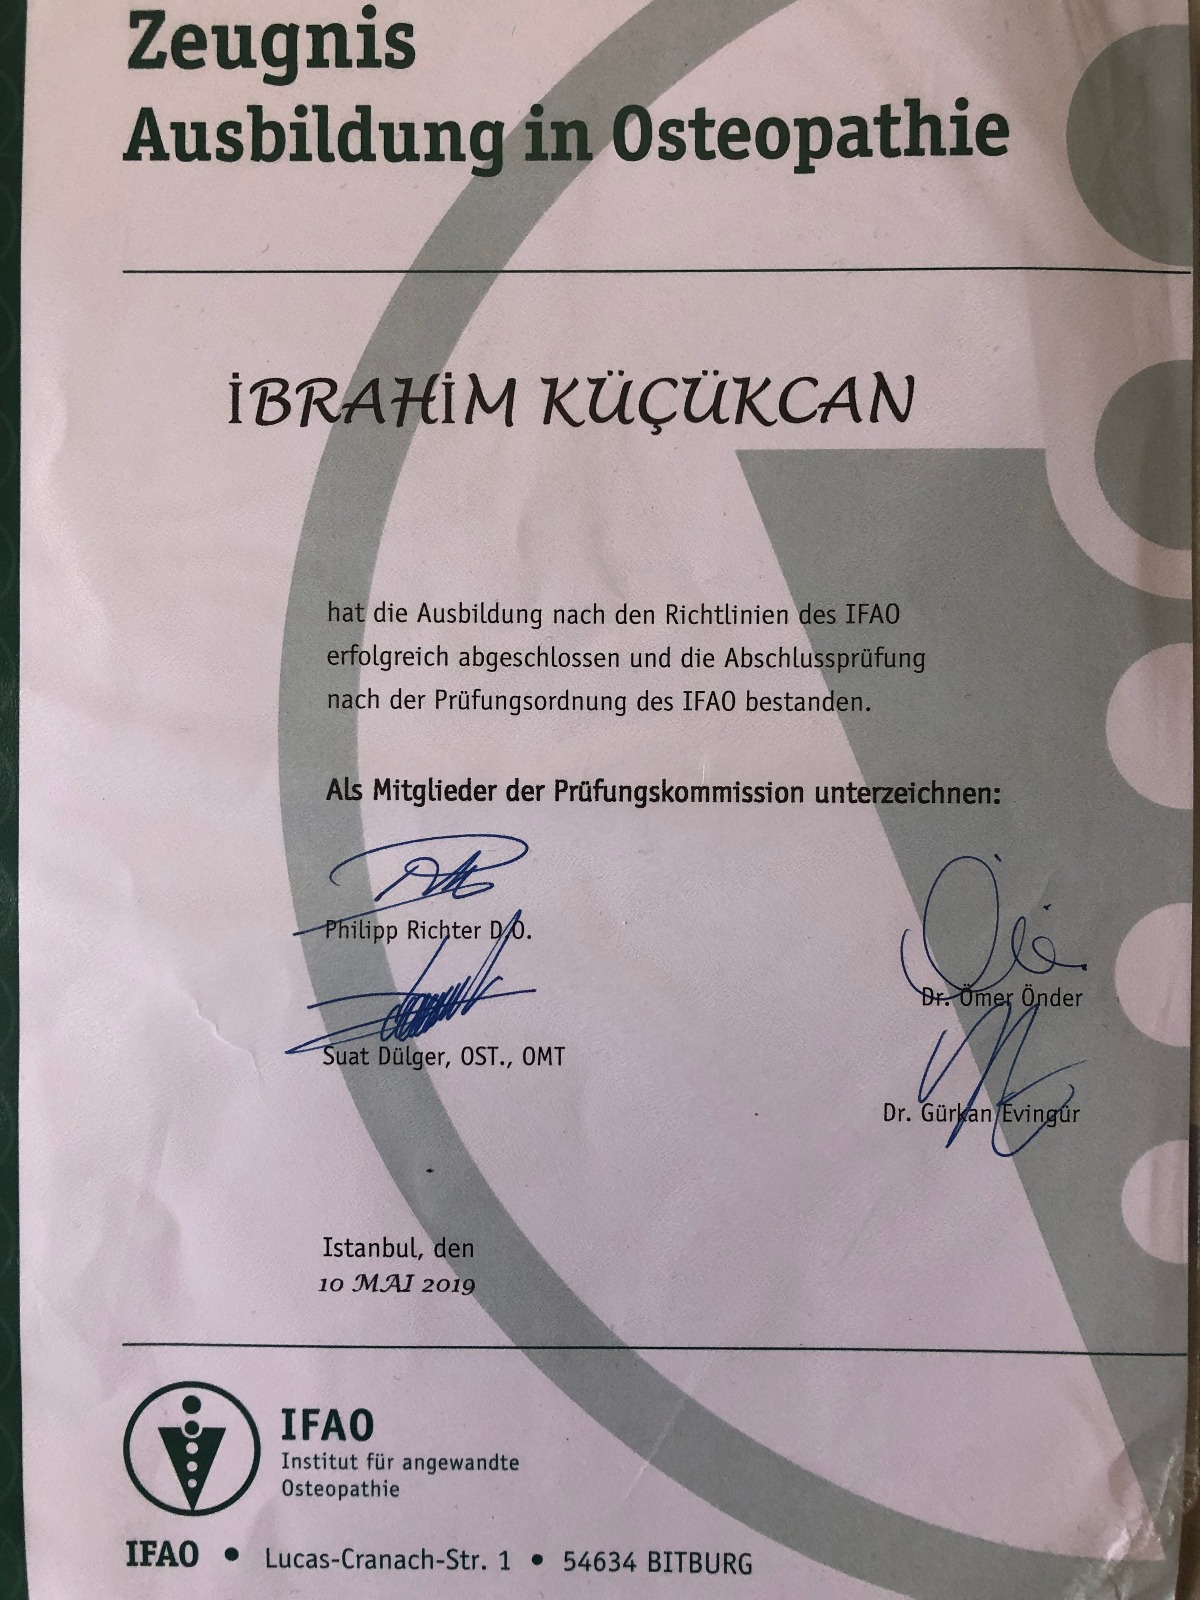 Zeugnis
Ausbildung in Osteopathie
İBRAHİM KÜÇÜKCAN
hat die Ausbildung nach den Richtlinien des IFAO
erfolgreich abgeschlossen und die Abschlussprüfung
nach der Prüfungsordnung des IFAO bestanden.
Als Mitglieder der Prüfungskommission unterzeichnen:
Philipp Richter D.O.
Dr. Ömer Önder
Suat Dülger, OST., OMT
Dr. Gürkan Evingür
Istanbul, den
10 MAI 2019
IFAO
Institut für angewandte
Osteopathie
IFAO • Lucas-Cranach-Str. 1 • 54634 BITBURG